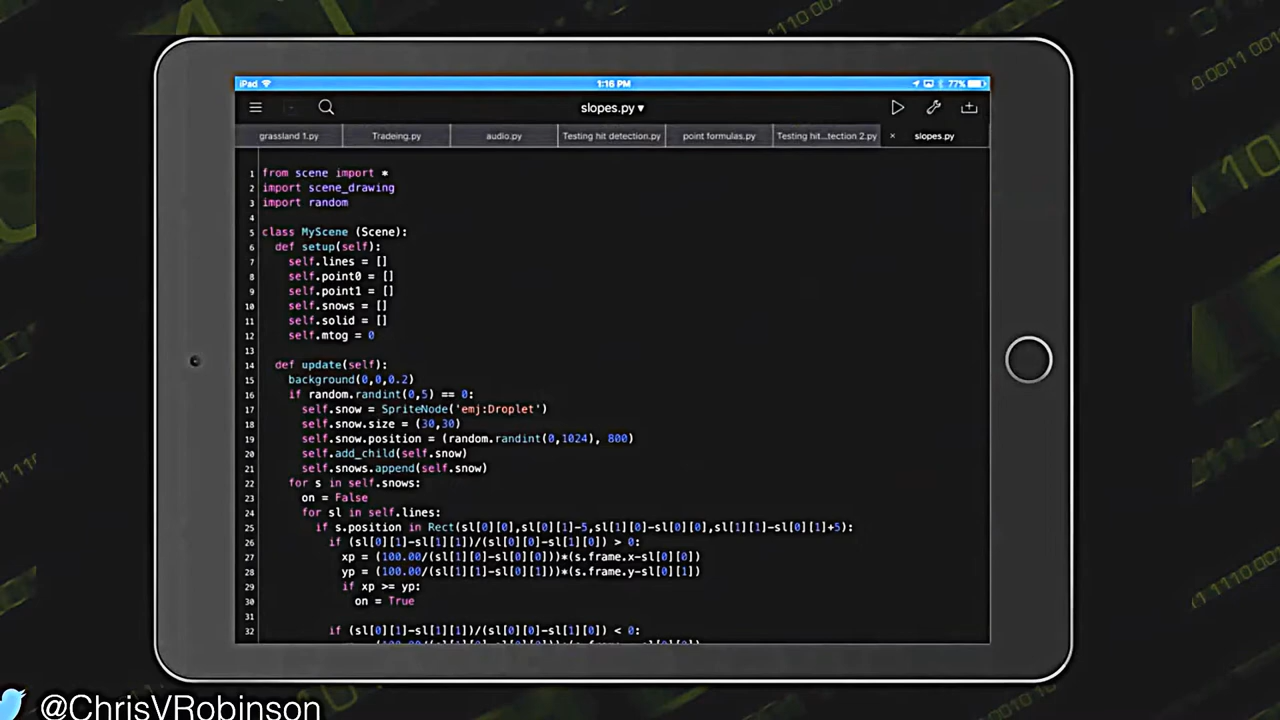 iPad 1:16 PM 77%
slopes.py ▾
grassland 1.py Tradeing.py audio.py Testing hit detection.py point formulas.py Testing hit...tection 2.py × slopes.py
1 from scene import *
2 import scene_drawing
3 import random
4
5 class MyScene (Scene):
6 def setup(self):
7 self.lines = []
8 self.point0 = []
9 self.point1 = []
10 self.snows = []
11 self.solid = []
12 self.mtog = 0
13
14 def update(self):
15 background(0,0,0.2)
16 if random.randint(0,5) == 0:
17 self.snow = SpriteNode('emj:Droplet')
18 self.snow.size = (30,30)
19 self.snow.position = (random.randint(0,1024), 800)
20 self.add_child(self.snow)
21 self.snows.append(self.snow)
22 for s in self.snows:
23 on = False
24 for sl in self.lines:
25 if s.position in Rect(sl[0][0],sl[0][1]-5,sl[1][0]-sl[0][0],sl[1][1]-sl[0][1]+5):
26 if (sl[0][1]-sl[1][1])/(sl[0][0]-sl[1][0]) > 0:
27 xp = (100.00/(sl[1][0]-sl[0][0]))*(s.frame.x-sl[0][0])
28 yp = (100.00/(sl[1][1]-sl[0][1]))*(s.frame.y-sl[0][1])
29 if xp >= yp:
30 on = True
31
32 if (sl[0][1]-sl[1][1])/(sl[0][0]-sl[1][0]) < 0:
@ChrisVRobinson